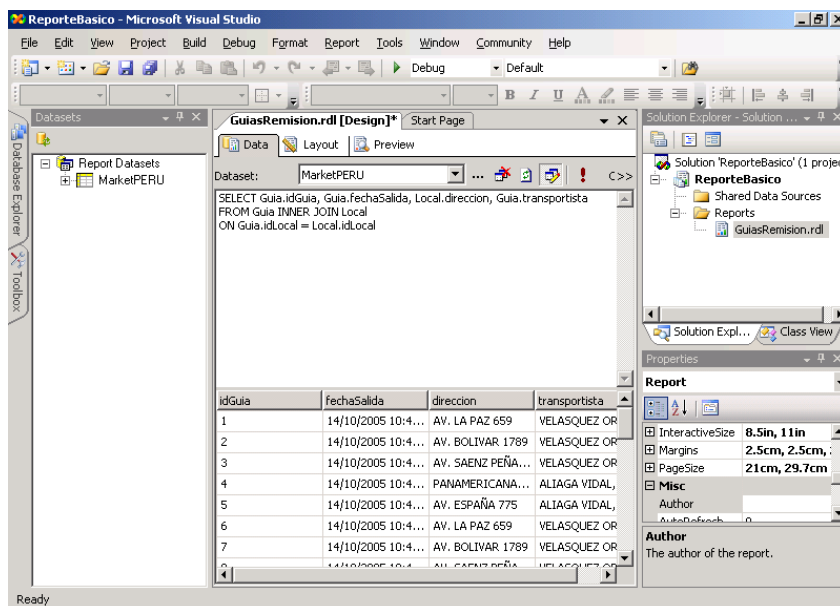 ReporteBasico - Microsoft Visual Studio
File Edit View Project Build Debug Format Report Tools Window Community Help
Debug Default
B I U A
Database Explorer
Toolbox
Datasets
Report Datasets
MarketPERU
GuiasRemision.rdl [Design]* Start Page
Data Layout Preview
Dataset: MarketPERU ... ! C>>
SELECT Guia.idGuia, Guia.fechaSalida, Local.direccion, Guia.transportista
FROM Guia INNER JOIN Local
ON Guia.idLocal = Local.idLocal
idGuia fechaSalida direccion transportista
1 14/10/2005 10:4... AV. LA PAZ 659 VELASQUEZ OR
2 14/10/2005 10:4... AV. BOLIVAR 1789 VELASQUEZ OR
3 14/10/2005 10:4... AV. SAENZ PEÑA... VELASQUEZ OR
4 14/10/2005 10:4... PANAMERICANA... ALIAGA VIDAL,
5 14/10/2005 10:4... AV. ESPAÑA 775 ALIAGA VIDAL,
6 14/10/2005 10:4... AV. LA PAZ 659 VELASQUEZ OR
7 14/10/2005 10:4... AV. BOLIVAR 1789 VELASQUEZ OR
Solution Explorer - Solution ...
Solution 'ReporteBasico' (1 projec
ReporteBasico
Shared Data Sources
Reports
GuiasRemision.rdl
Solution Expl... Class View
Properties
Report
InteractiveSize 8.5in, 11in
Margins 2.5cm, 2.5cm,
PageSize 21cm, 29.7cm
Misc
Author
AutoRefresh 0
Author
The author of the report.
Ready